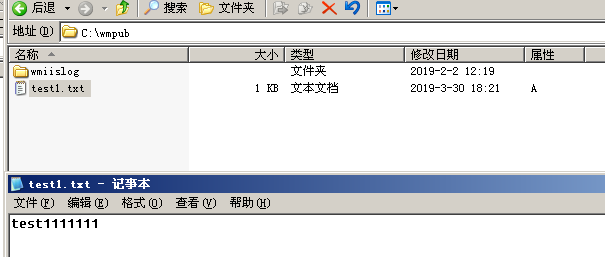 后退 搜索 文件夹
地址(D) C:\wmpub
名称 大小 类型 修改日期 属性
wmiislog 文件夹 2019-2-2 12:19
test1.txt 1 KB 文本文档 2019-3-30 18:21 A
test1.txt - 记事本
文件(F) 编辑(E) 格式(O) 查看(V) 帮助(H)
test1111111